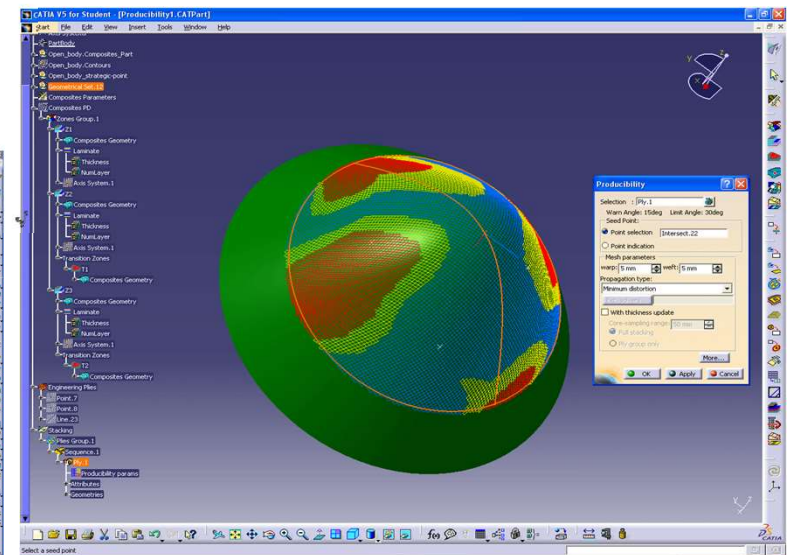 CATIA V5 for Student - [Producibility1.CATPart]
Start File Edit View Insert Tools Window Help
PartBody
Open_body.Composites_Part
Open_body.Contours
Open_body_strategic-point
Geometrical Set.12
Composites Parameters
Composites PD
Zones Group.1
Z1
Composites Geometry
Laminate
Thickness
NumLayer
Axis System.1
Z2
Composites Geometry
Laminate
Thickness
NumLayer
Axis System.1
Transition Zones
T1
Composites Geometry
Z3
Composites Geometry
Laminate
Thickness
NumLayer
Axis System.1
Transition Zones
T2
Composites Geometry
Engineering Plies
Point.7
Point.8
Line.23
Stacking
Plies Group.1
Sequence.1
Ply.1
Producibility params
Attributes
Geometries
Select a seed point
Producibility
Selection : Ply.1
Warn Angle: 15deg Limit Angle: 30deg
Seed Point:
Point selection Intersect.22
Point indication
Mesh parameters
warp: 5 mm weft: 5 mm
Propagation type:
Minimum distortion
With thickness update
Core sampling range: 50 mm
Full stacking
Ply group only
More...
OK Apply Cancel
y
z
x
CATIA